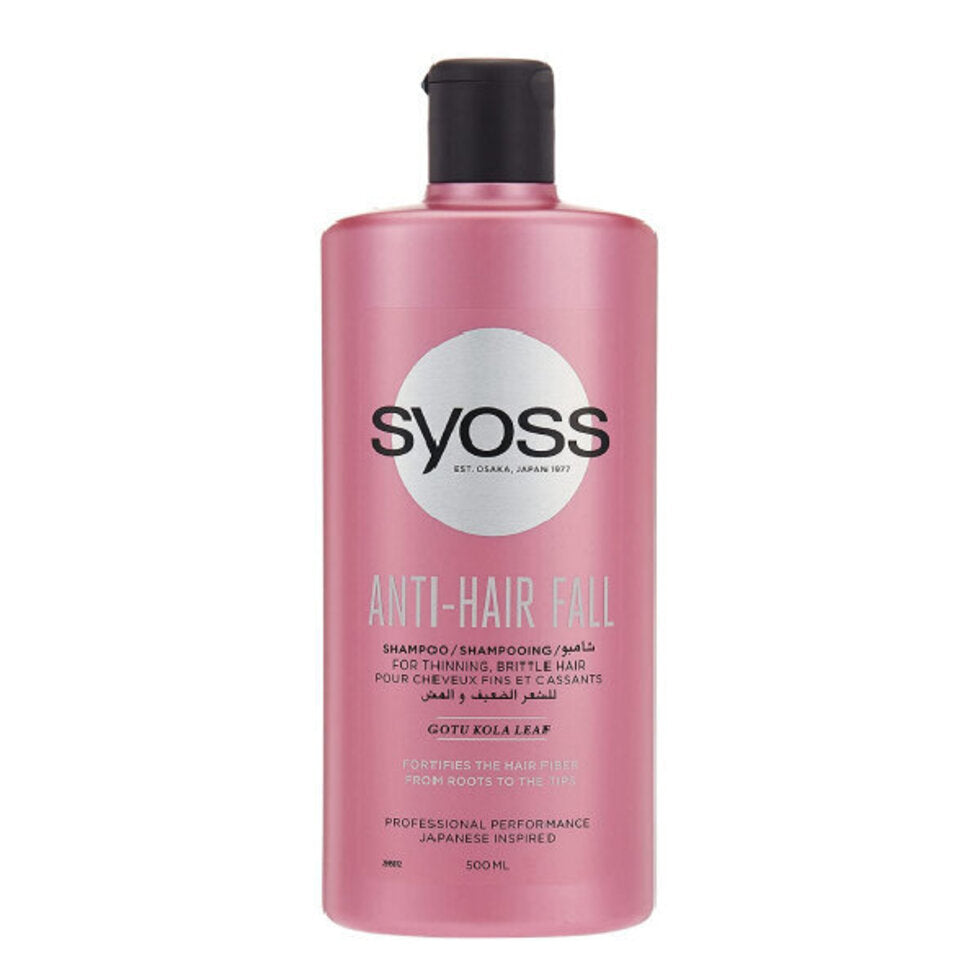 syoss
EST. OSAKA, JAPAN 1977
ANTI-HAIR FALL
SHAMPOO/SHAMPOOING/شامبو
FOR THINNING, BRITTLE HAIR
POUR CHEVEUX FINS ET CASSANTS
للشعر الضعيف و الهش
GOTU KOLA LEAF
FORTIFIES THE HAIR FIBER
FROM ROOTS TO THE TIPS
PROFESSIONAL PERFORMANCE
JAPANESE INSPIRED
500ML